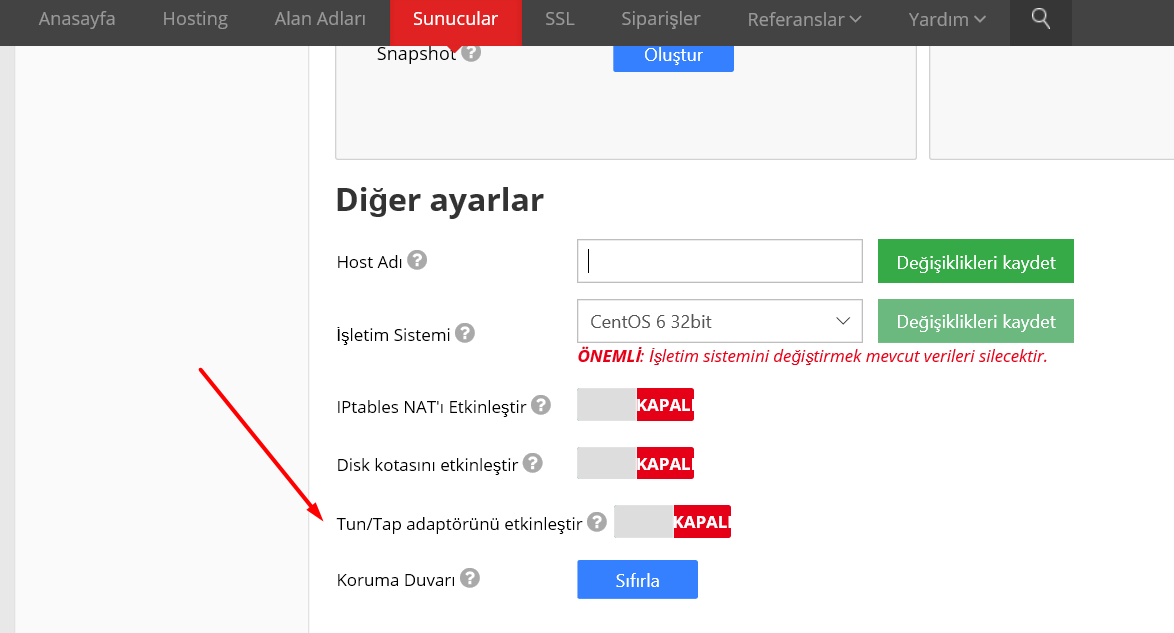 Anasayfa Hosting Alan Adları Sunucular SSL Siparişler Referanslar Yardım
Snapshot Oluştur
Diğer ayarlar
Host Adı Değişiklikleri kaydet
İşletim Sistemi CentOS 6 32bit Değişiklikleri kaydet
ÖNEMLİ: İşletim sistemini değiştirmek mevcut verileri silecektir.
IPtables NAT'ı Etkinleştir KAPALI
Disk kotasını etkinleştir KAPALI
Tun/Tap adaptörünü etkinleştir KAPALI
Koruma Duvarı Sıfırla